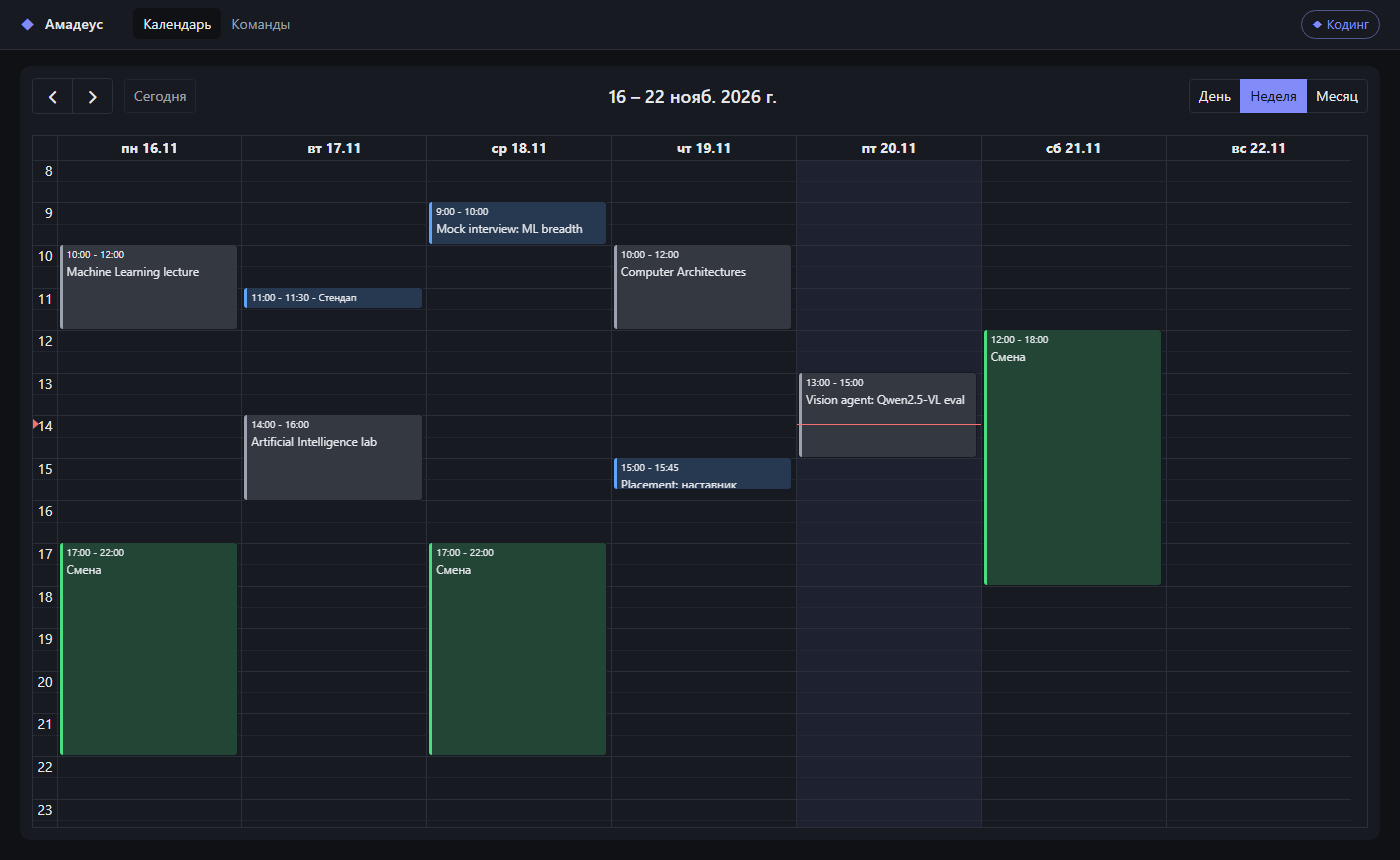 Амадеус
Календарь
Команды
Кодинг
Сегодня
16 – 22 нояб. 2026 г.
День
Неделя
Месяц
пн 16.11
вт 17.11
ср 18.11
чт 19.11
пт 20.11
сб 21.11
вс 22.11
8
9
10
11
12
13
14
15
16
17
18
19
20
21
22
23
10:00 - 12:00
Machine Learning lecture
17:00 - 22:00
Смена
11:00 - 11:30 - Стендап
14:00 - 16:00
Artificial Intelligence lab
9:00 - 10:00
Mock interview: ML breadth
17:00 - 22:00
Смена
10:00 - 12:00
Computer Architectures
15:00 - 15:45
Placement: наставник
13:00 - 15:00
Vision agent: Qwen2.5-VL eval
12:00 - 18:00
Смена